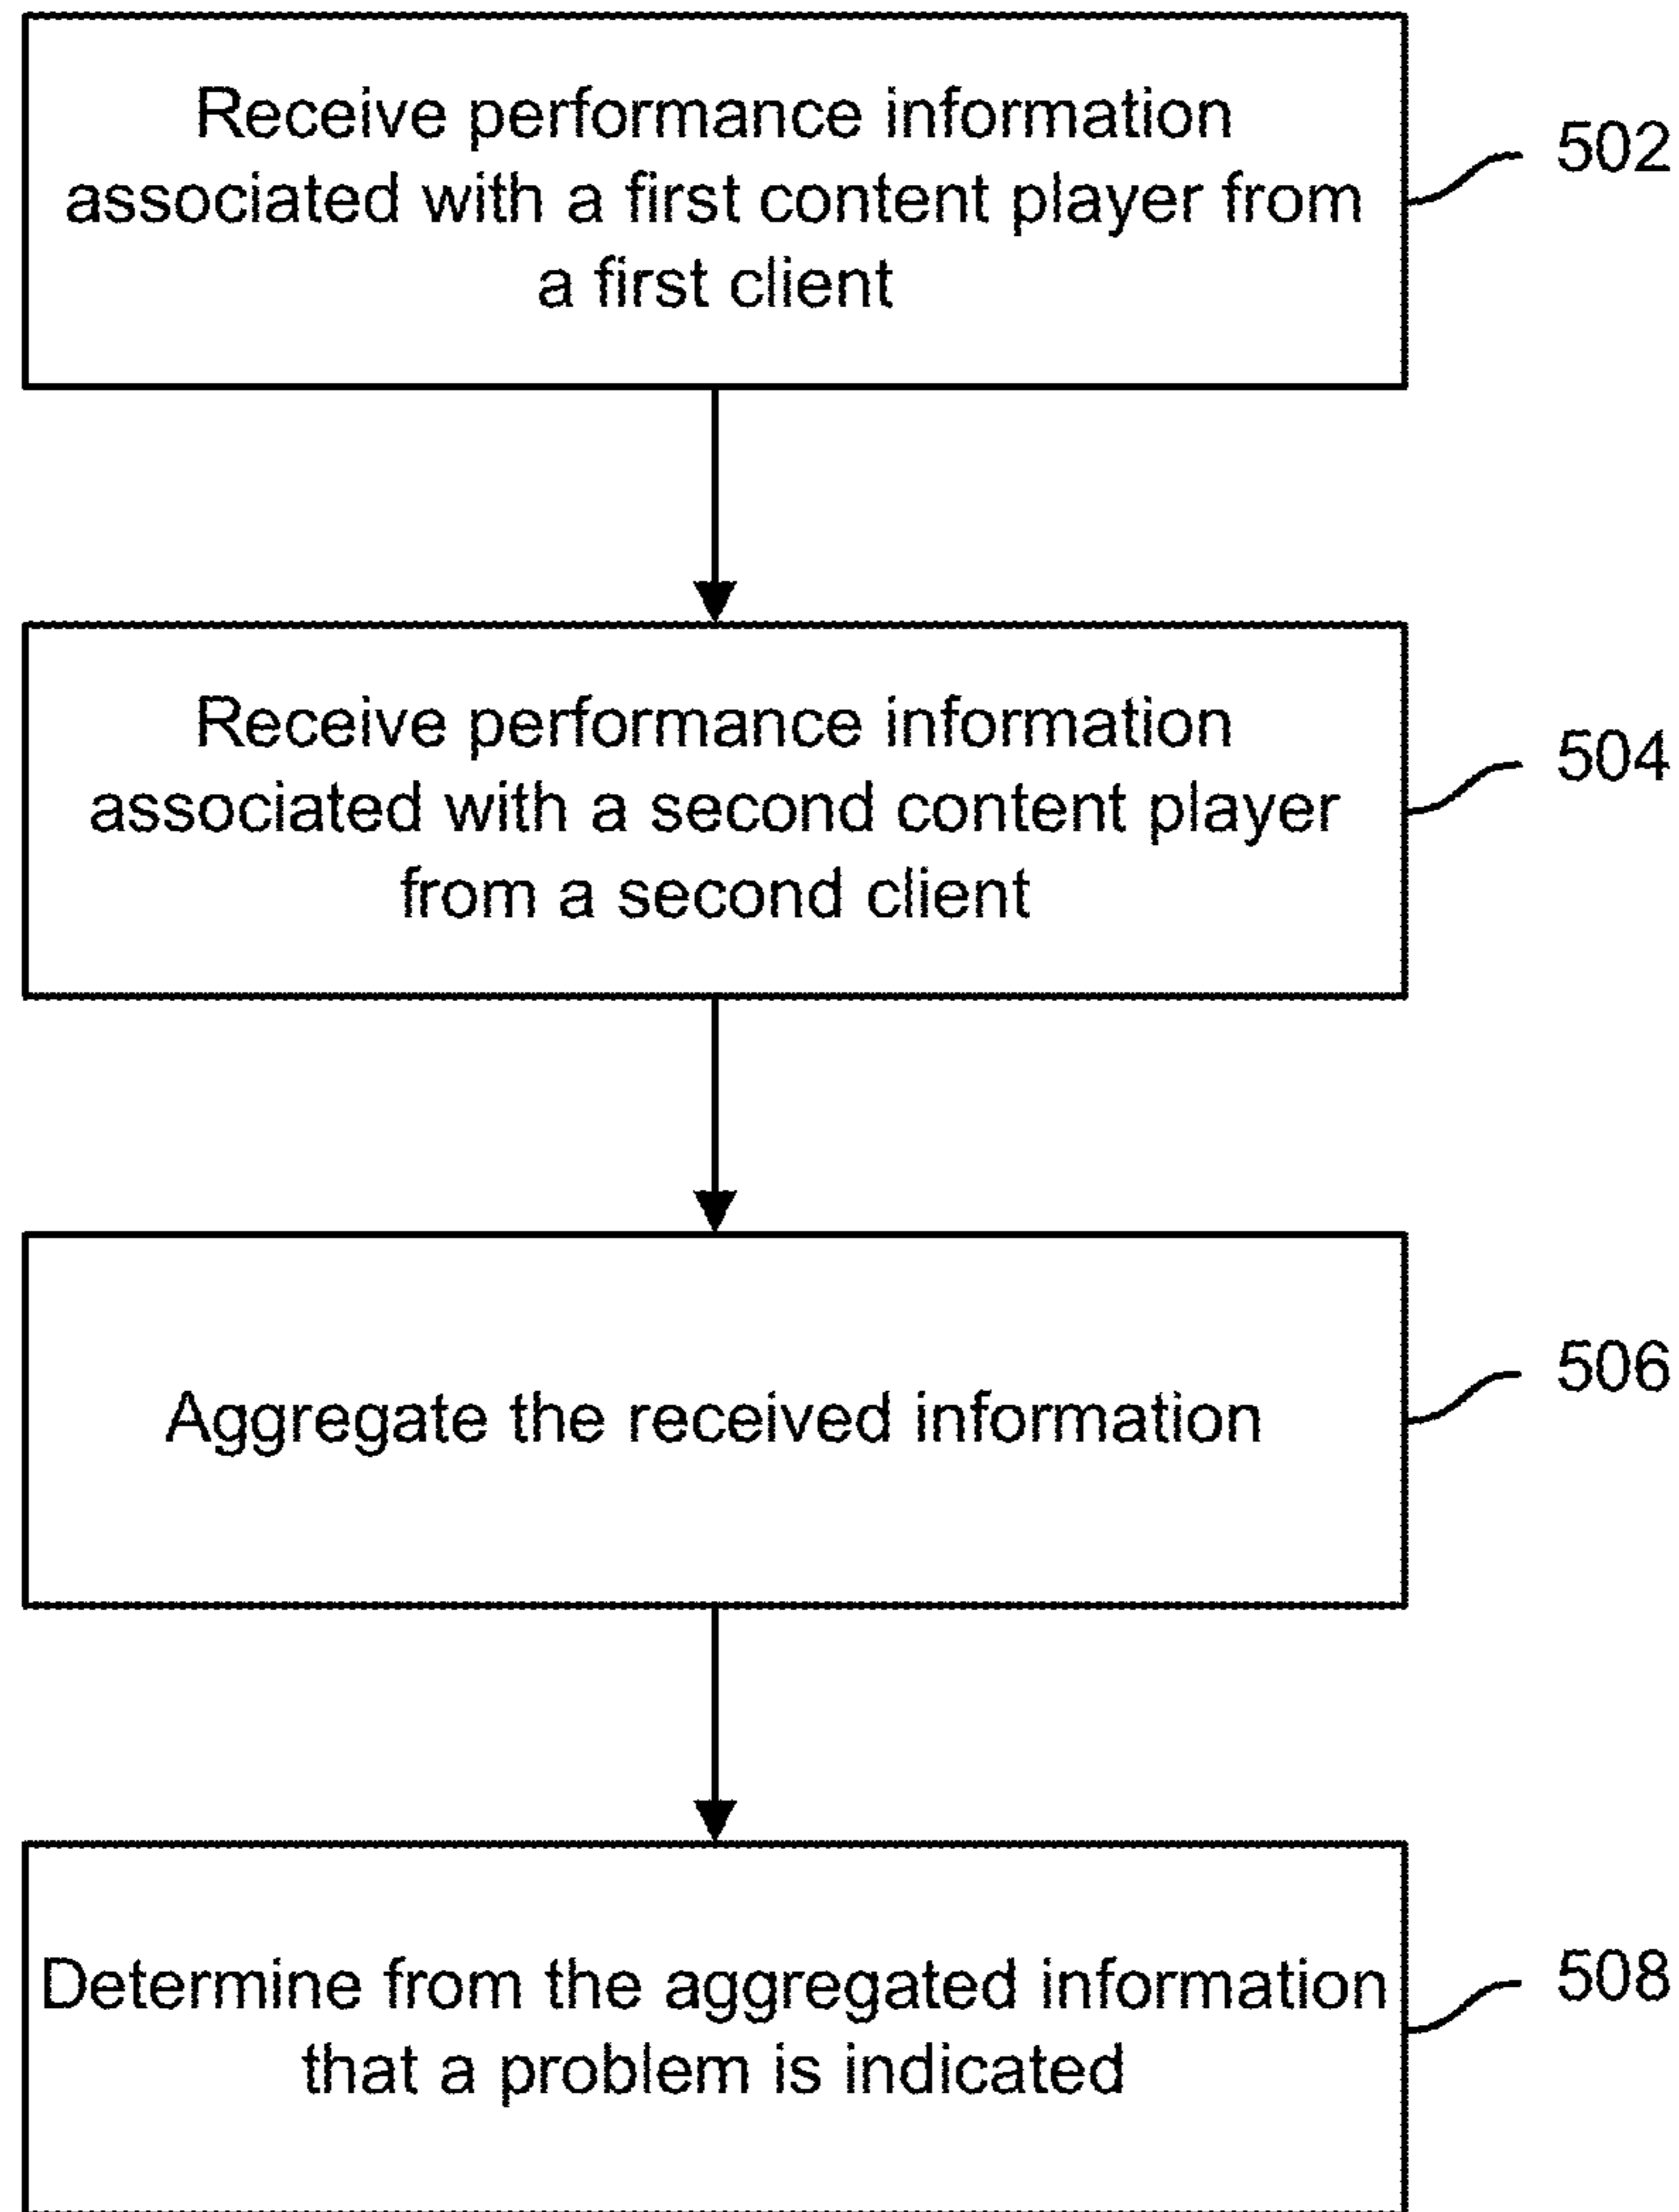 Receive performance information
associated with a first content player from
a first client
502
Receive performance information
associated with a second content player
from a second client
504
Aggregate the received information
506
Determine from the aggregated information
that a problem is indicated
508